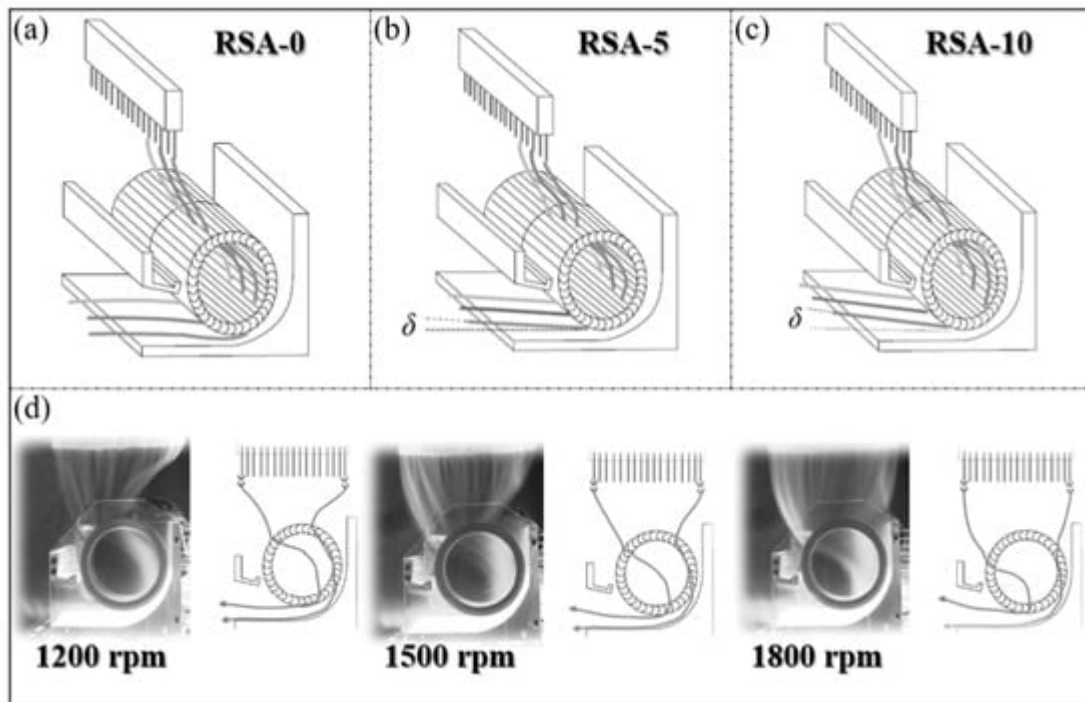 (a)
RSA-0
(b)
RSA-5
δ
(c)
RSA-10
δ
(d)
1200 rpm
1500 rpm
1800 rpm